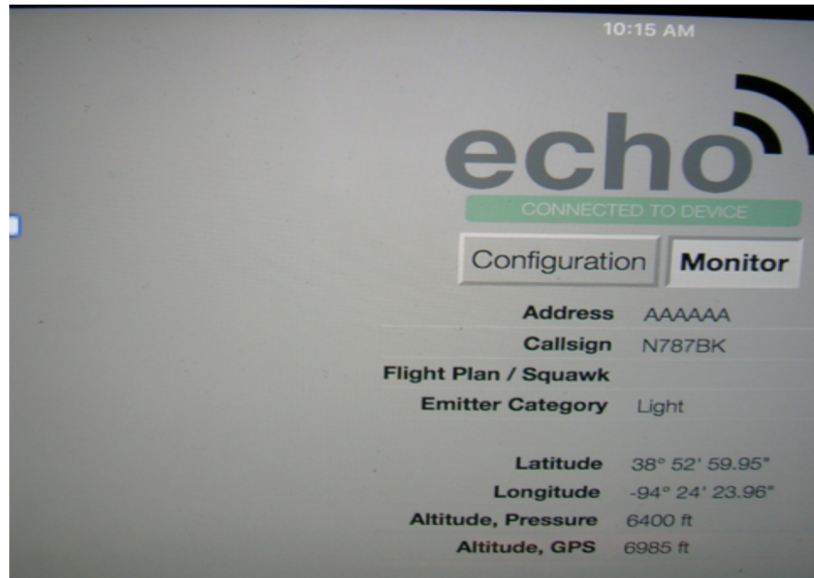 10:15 AM
echo
CONNECTED TO DEVICE
Configuration Monitor
Address AAAAAA
Callsign N787BK
Flight Plan / Squawk
Emitter Category Light
Latitude 38° 52' 59.95"
Longitude -94° 24' 23.96"
Altitude, Pressure 6400 ft
Altitude, GPS 6985 ft